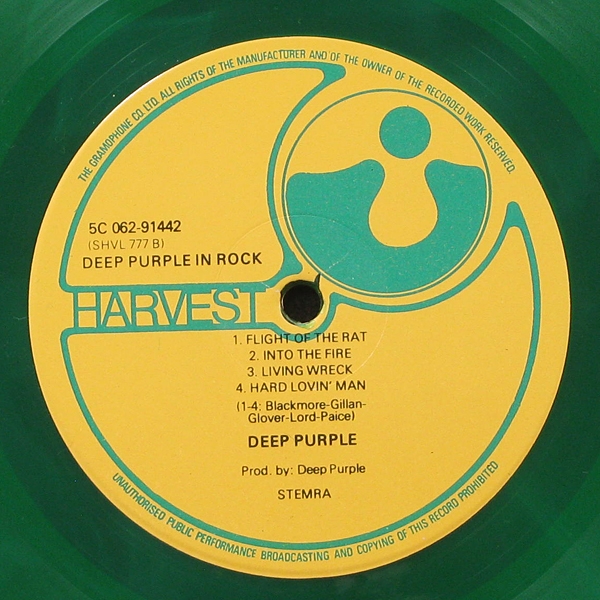 THE GRAMOPHONE CO. LTD. ALL RIGHTS OF THE MANUFACTURER AND OF THE OWNER OF THE RECORDED WORK RESERVED.
5C 062-91442
(SHVL 777 B)
DEEP PURPLE IN ROCK
HARVEST
1. FLIGHT OF THE RAT
2. INTO THE FIRE
3. LIVING WRECK
4. HARD LOVIN' MAN
(1-4: Blackmore-Gillan-
Glover-Lord-Paice)
DEEP PURPLE
Prod. by: Deep Purple
STEMRA
UNAUTHORISED PUBLIC PERFORMANCE BROADCASTING AND COPYING OF THIS RECORD PROHIBITED